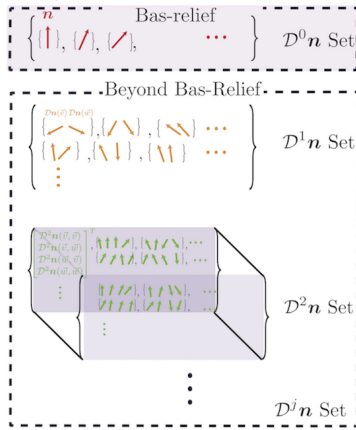 Bas-relief
n
{ }, { }, { }, ...
𝒟⁰n Set
Beyond Bas-Relief
𝒟n(v⃗) 𝒟n(w⃗)
{ }, { }, { } ...
𝒟¹n Set
{ }, { }, { }
𝒟²n(v⃗, v⃗)
𝒟²n(v⃗, w⃗)
𝒟²n(w⃗, v⃗)
𝒟²n(w⃗, w⃗)
𝒟²n Set
𝒟ʲn Set